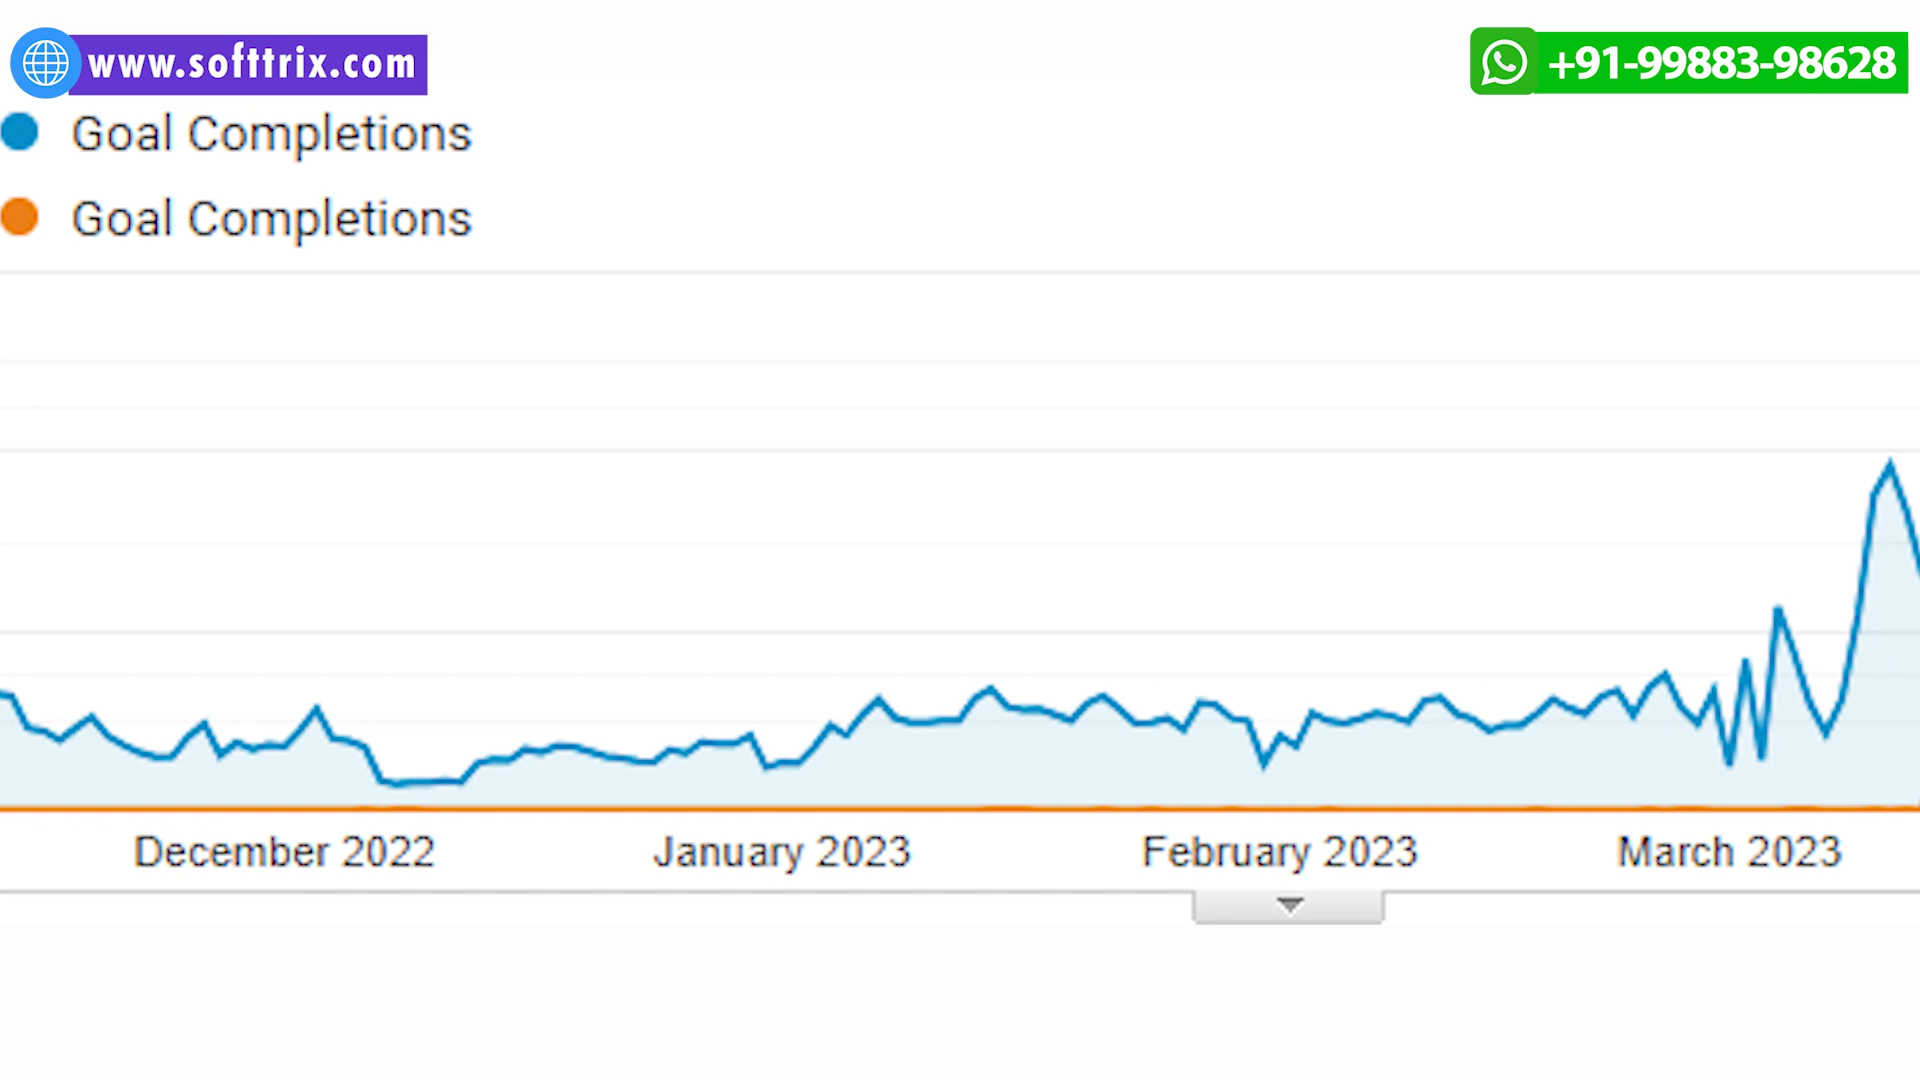 www.softtrix.com
+91-99883-98628
Goal Completions
Goal Completions
December 2022
January 2023
February 2023
March 2023